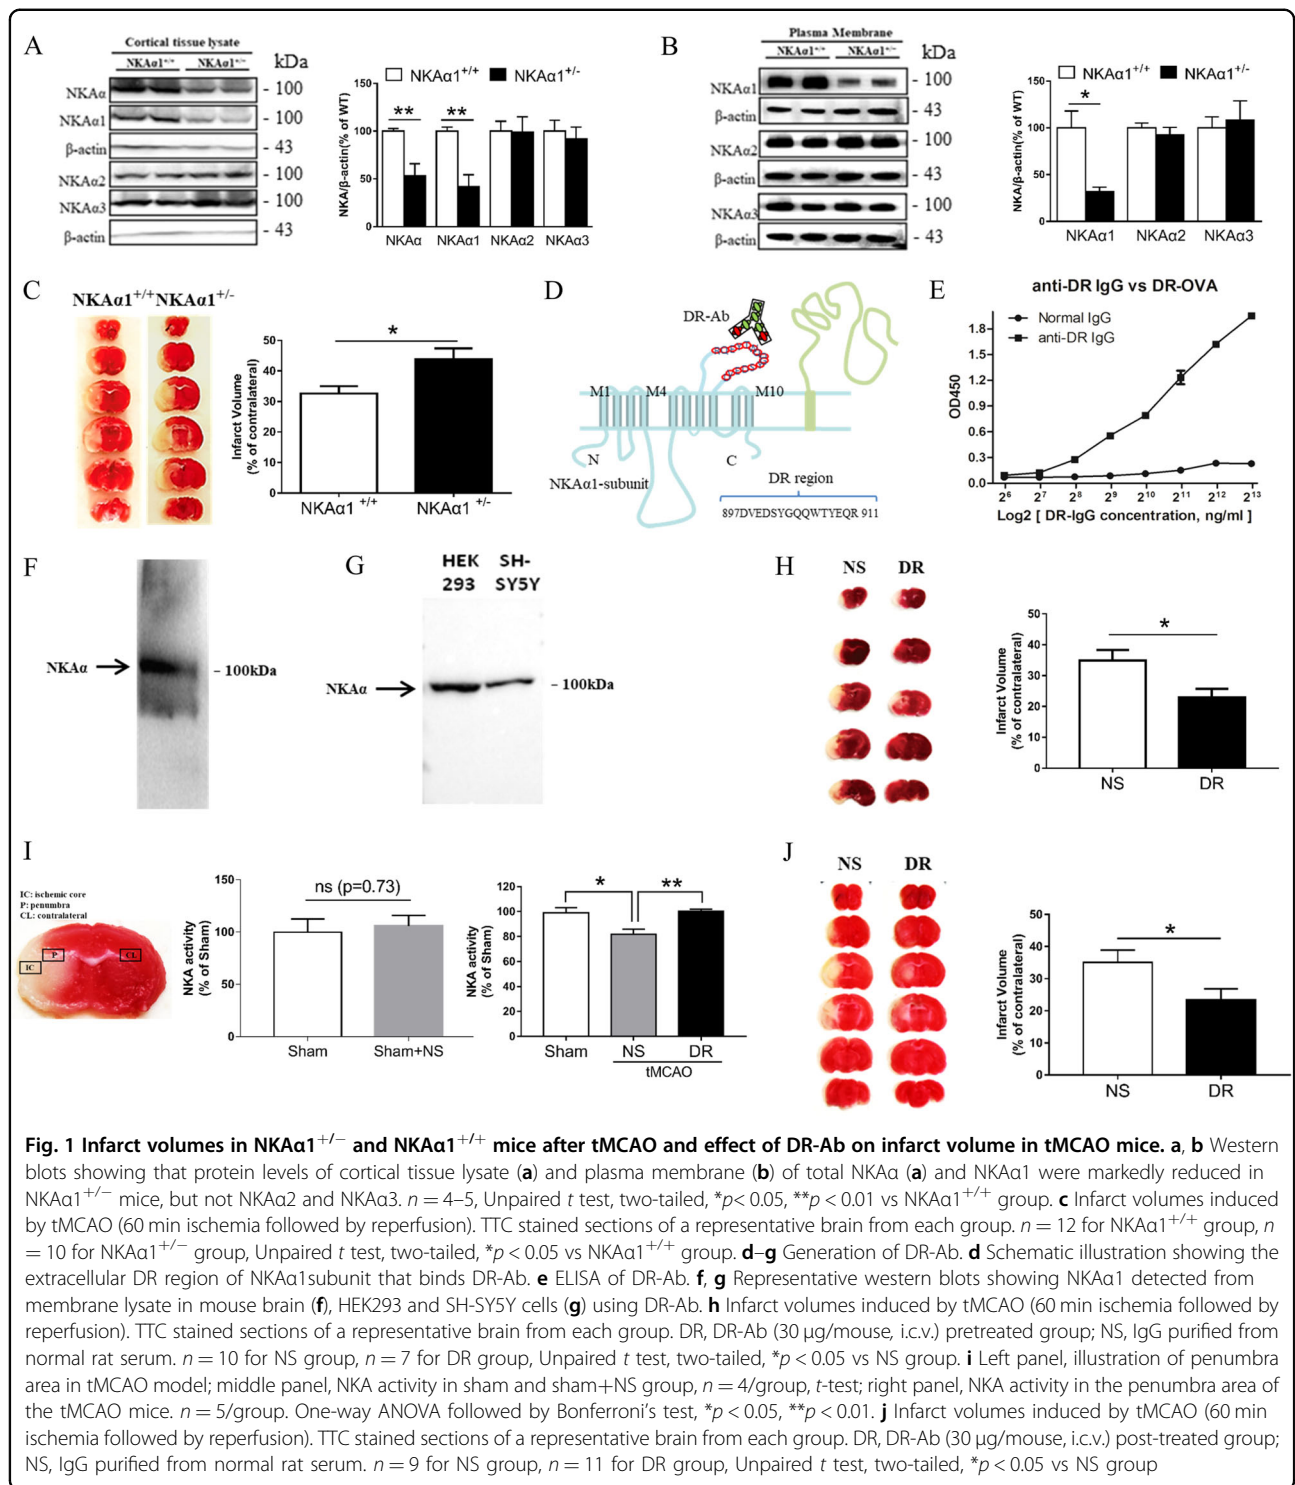 A
Cortical tissue lysate
NKAα1+/+ NKAα1+/-
kDa
NKAα - 100
NKAα1 - 100
β-actin - 43
NKAα2 - 100
NKAα3 - 100
β-actin - 43
NKAα1+/+ NKAα1+/-
NKA/β-actin(% of WT)
150
100
50
0
** **
NKAα NKAα1 NKAα2 NKAα3
B
Plasma Membrane
NKAα1+/+ NKAα1+/-
kDa
NKAα1 - 100
β-actin - 43
NKAα2 - 100
β-actin - 43
NKAα3 - 100
β-actin - 43
NKAα1+/+
NKAα1+/-
NKA/β-actin(% of WT)
150
100
50
0
*
NKAα1 NKAα2 NKAα3
C
NKAα1+/+ NKAα1+/-
Infarct Volume
(% of contralateral)
50
40
30
20
10
0
*
NKAα1 +/+ NKAα1 +/-
D
DR-Ab
M1 M4 M10
N C
NKAα1-subunit
DR region
897DVEDSYGQQWTYEQR 911
E
anti-DR IgG vs DR-OVA
Normal IgG
anti-DR IgG
OD450
1.8
1.5
1.2
0.9
0.6
0.3
0.0
2^6 2^7 2^8 2^9 2^10 2^11 2^12 2^13
Log2 [ DR-IgG concentration, ng/ml ]
F
NKAα - 100kDa
G
HEK 293
SH-SY5Y
NKAα - 100kDa
H
NS DR
Infarct Volume
(% of contralateral)
50
40
30
20
10
0
*
NS DR
I
IC: ischemic core
P: penumbra
CL: contralateral
IC P CL
NKA activity
(% of Sham)
150
100
50
0
ns (p=0.73)
Sham Sham+NS
NKA activity
(% of Sham)
120
100
80
60
40
20
0
* **
Sham NS DR
tMCAO
J
NS DR
Infarct Volume
(% of contralateral)
50
40
30
20
10
0
*
NS DR
Fig. 1 Infarct volumes in NKAα1+/− and NKAα1+/+ mice after tMCAO and effect of DR-Ab on infarct volume in tMCAO mice. a, b Western
blots showing that protein levels of cortical tissue lysate (a) and plasma membrane (b) of total NKAα (a) and NKAα1 were markedly reduced in
NKAα1+/− mice, but not NKAα2 and NKAα3. n = 4–5, Unpaired t test, two-tailed, *p< 0.05, **p < 0.01 vs NKAα1+/+ group. c Infarct volumes induced
by tMCAO (60 min ischemia followed by reperfusion). TTC stained sections of a representative brain from each group. n = 12 for NKAα1+/+ group, n
= 10 for NKAα1+/− group, Unpaired t test, two-tailed, *p < 0.05 vs NKAα1+/+ group. d–g Generation of DR-Ab. d Schematic illustration showing the
extracellular DR region of NKAα1subunit that binds DR-Ab. e ELISA of DR-Ab. f, g Representative western blots showing NKAα1 detected from
membrane lysate in mouse brain (f), HEK293 and SH-SY5Y cells (g) using DR-Ab. h Infarct volumes induced by tMCAO (60 min ischemia followed by
reperfusion). TTC stained sections of a representative brain from each group. DR, DR-Ab (30 μg/mouse, i.c.v.) pretreated group; NS, IgG purified from
normal rat serum. n = 10 for NS group, n = 7 for DR group, Unpaired t test, two-tailed, *p < 0.05 vs NS group. i Left panel, illustration of penumbra
area in tMCAO model; middle panel, NKA activity in sham and sham+NS group, n = 4/group, t-test; right panel, NKA activity in the penumbra area of
the tMCAO mice. n = 5/group. One-way ANOVA followed by Bonferroni's test, *p < 0.05, **p < 0.01. j Infarct volumes induced by tMCAO (60 min
ischemia followed by reperfusion). TTC stained sections of a representative brain from each group. DR, DR-Ab (30 μg/mouse, i.c.v.) post-treated group;
NS, IgG purified from normal rat serum. n = 9 for NS group, n = 11 for DR group, Unpaired t test, two-tailed, *p < 0.05 vs NS group